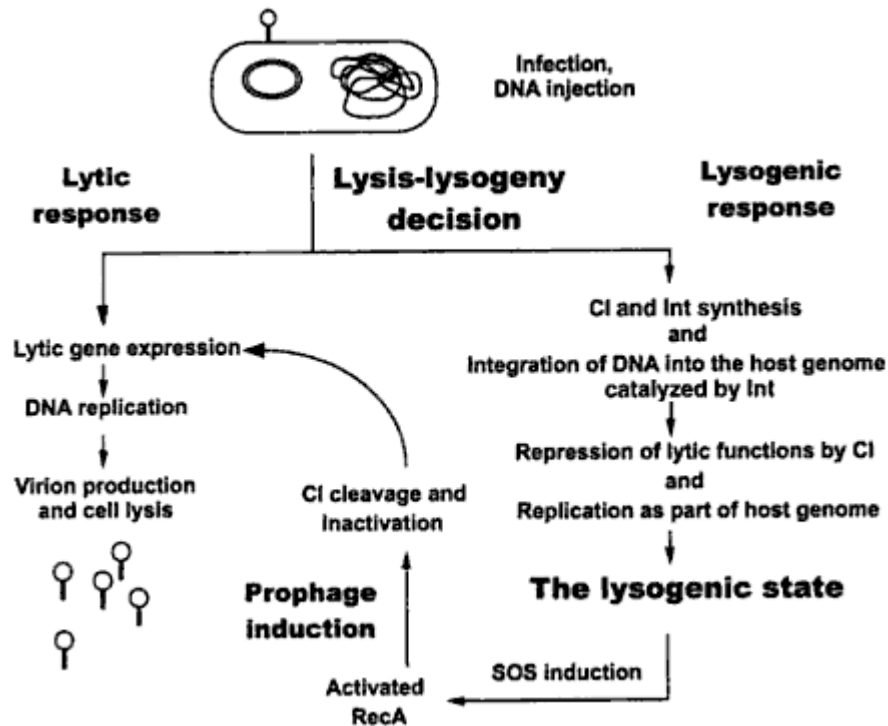 Infection,
DNA injection
Lytic
response
Lysis-lysogeny
decision
Lysogenic
response
Lytic gene expression
DNA replication
Virion production
and cell lysis
CI and Int synthesis
and
Integration of DNA into the host genome
catalyzed by Int
Repression of lytic functions by CI
and
Replication as part of host genome
The lysogenic state
SOS induction
Activated
RecA
Prophage
induction
CI cleavage and
Inactivation